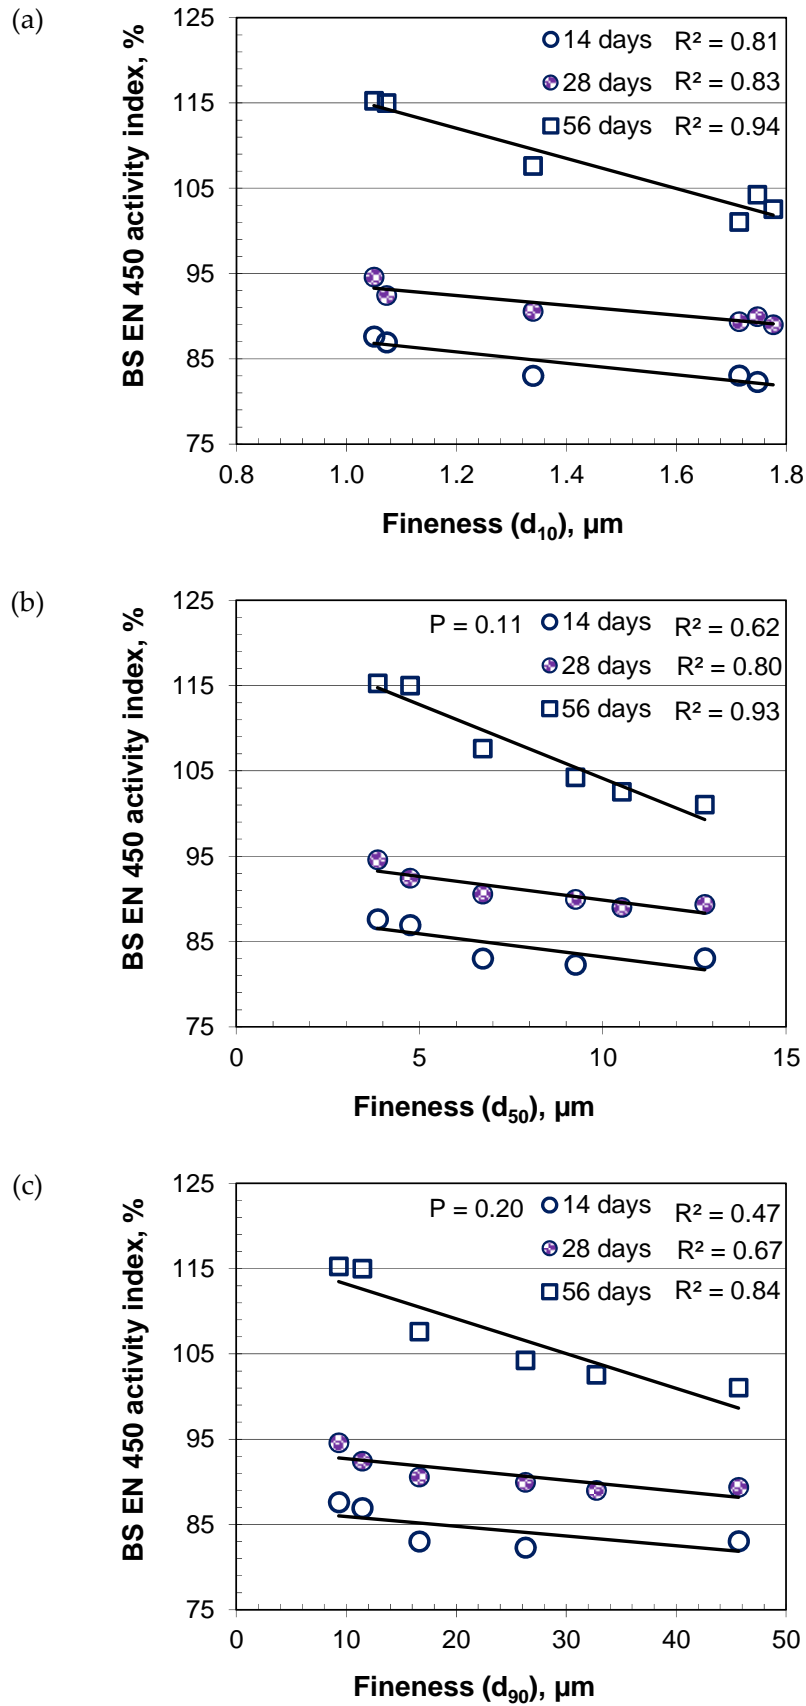 (a)
BS EN 450 activity index, %
125
115
105
95
85
75
14 days R² = 0.81
28 days R² = 0.83
56 days R² = 0.94
0.8 1.0 1.2 1.4 1.6 1.8
Fineness (d10), µm
(b)
BS EN 450 activity index, %
125
115
105
95
85
75
P = 0.11 14 days R² = 0.62
28 days R² = 0.80
56 days R² = 0.93
0 5 10 15
Fineness (d50), µm
(c)
BS EN 450 activity index, %
125
115
105
95
85
75
P = 0.20 14 days R² = 0.47
28 days R² = 0.67
56 days R² = 0.84
0 10 20 30 40 50
Fineness (d90), µm